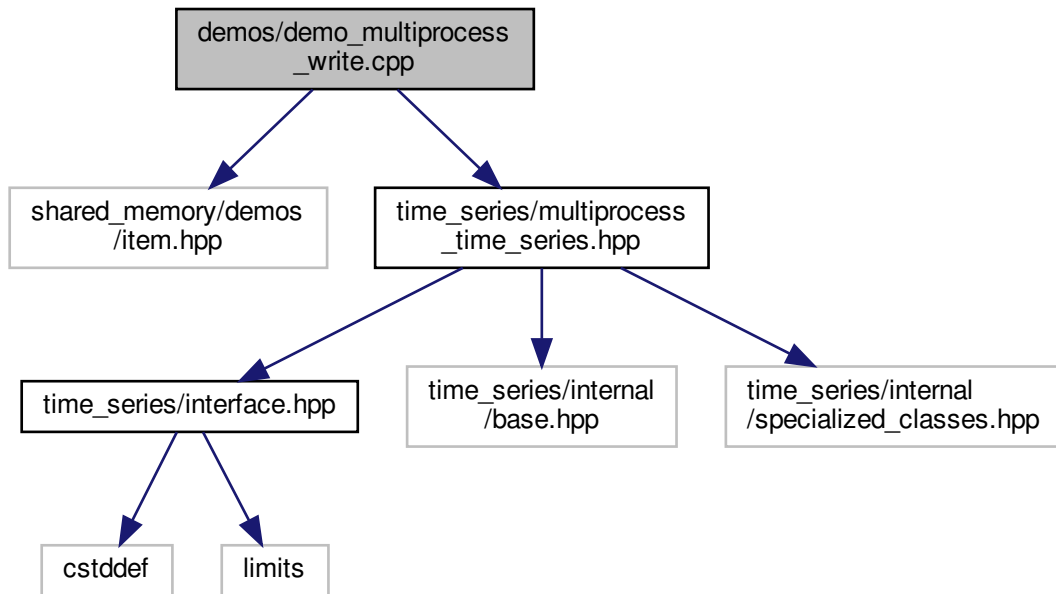 demos/demo_multiprocess
_write.cpp
shared_memory/demos
/item.hpp
time_series/multiprocess
_time_series.hpp
time_series/interface.hpp
time_series/internal
/base.hpp
time_series/internal
/specialized_classes.hpp
cstddef
limits